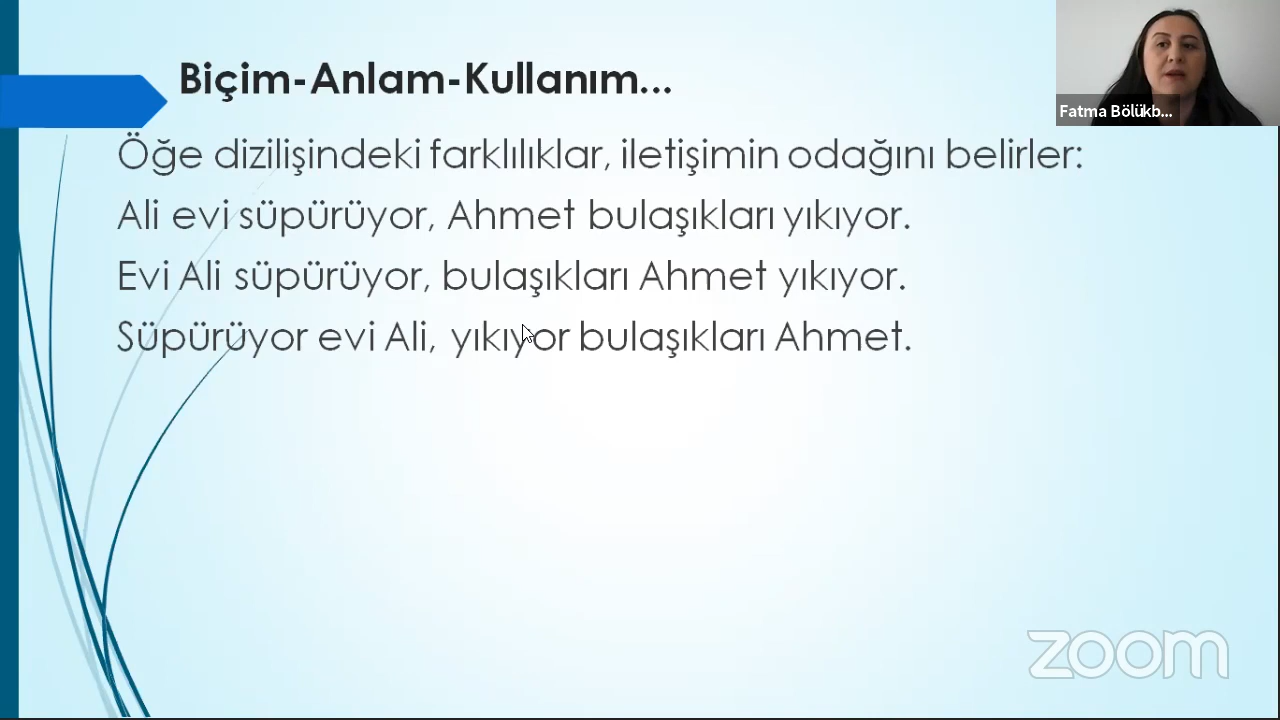 Biçim-Anlam-Kullanım...
Fatma Bölükb...
Öğe dizilişindeki farklılıklar, iletişimin odağını belirler:
Ali evi süpürüyor, Ahmet bulaşıkları yıkıyor.
Evi Ali süpürüyor, bulaşıkları Ahmet yıkıyor.
Süpürüyor evi Ali, yıkıyor bulaşıkları Ahmet.
zoom